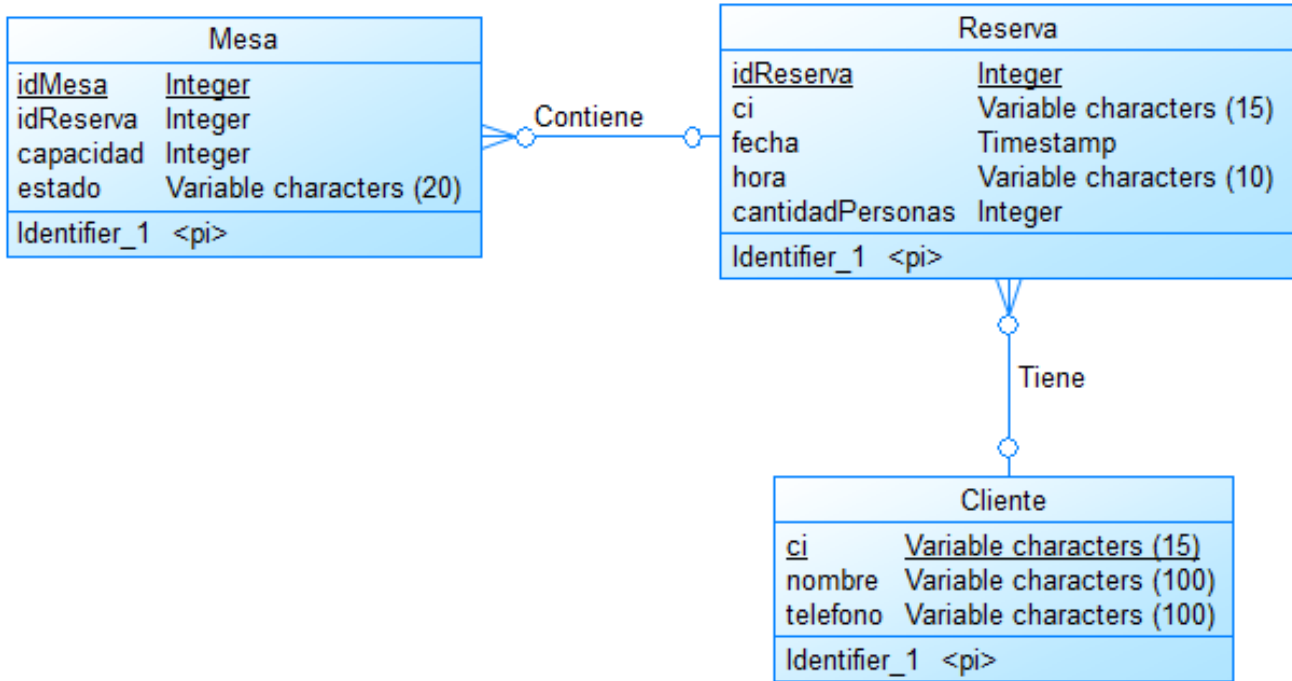 Mesa
idMesa Integer
idReserva Integer
capacidad Integer
estado Variable characters (20)
Identifier_1 <pi>
Contiene
Reserva
idReserva Integer
ci Variable characters (15)
fecha Timestamp
hora Variable characters (10)
cantidadPersonas Integer
Identifier_1 <pi>
Tiene
Cliente
ci Variable characters (15)
nombre Variable characters (100)
telefono Variable characters (100)
Identifier_1 <pi>